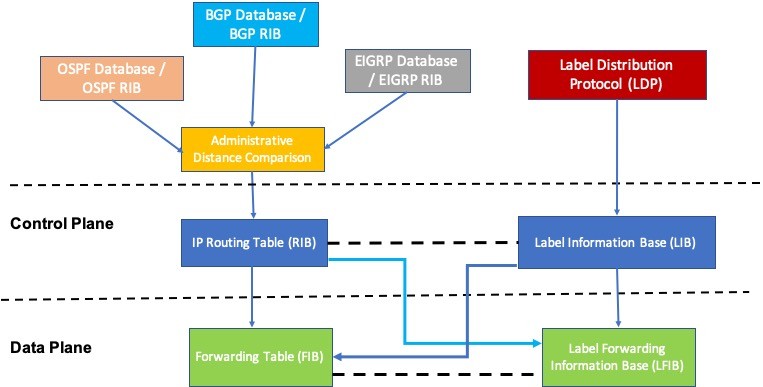 BGP Database /
BGP RIB
OSPF Database /
OSPF RIB
EIGRP Database
/ EIGRP RIB
Label Distribution
Protocol (LDP)
Administrative
Distance Comparison
Control Plane
IP Routing Table (RIB)
Label Information Base (LIB)
Data Plane
Forwarding Table (FIB)
Label Forwarding
Information Base (LFIB)